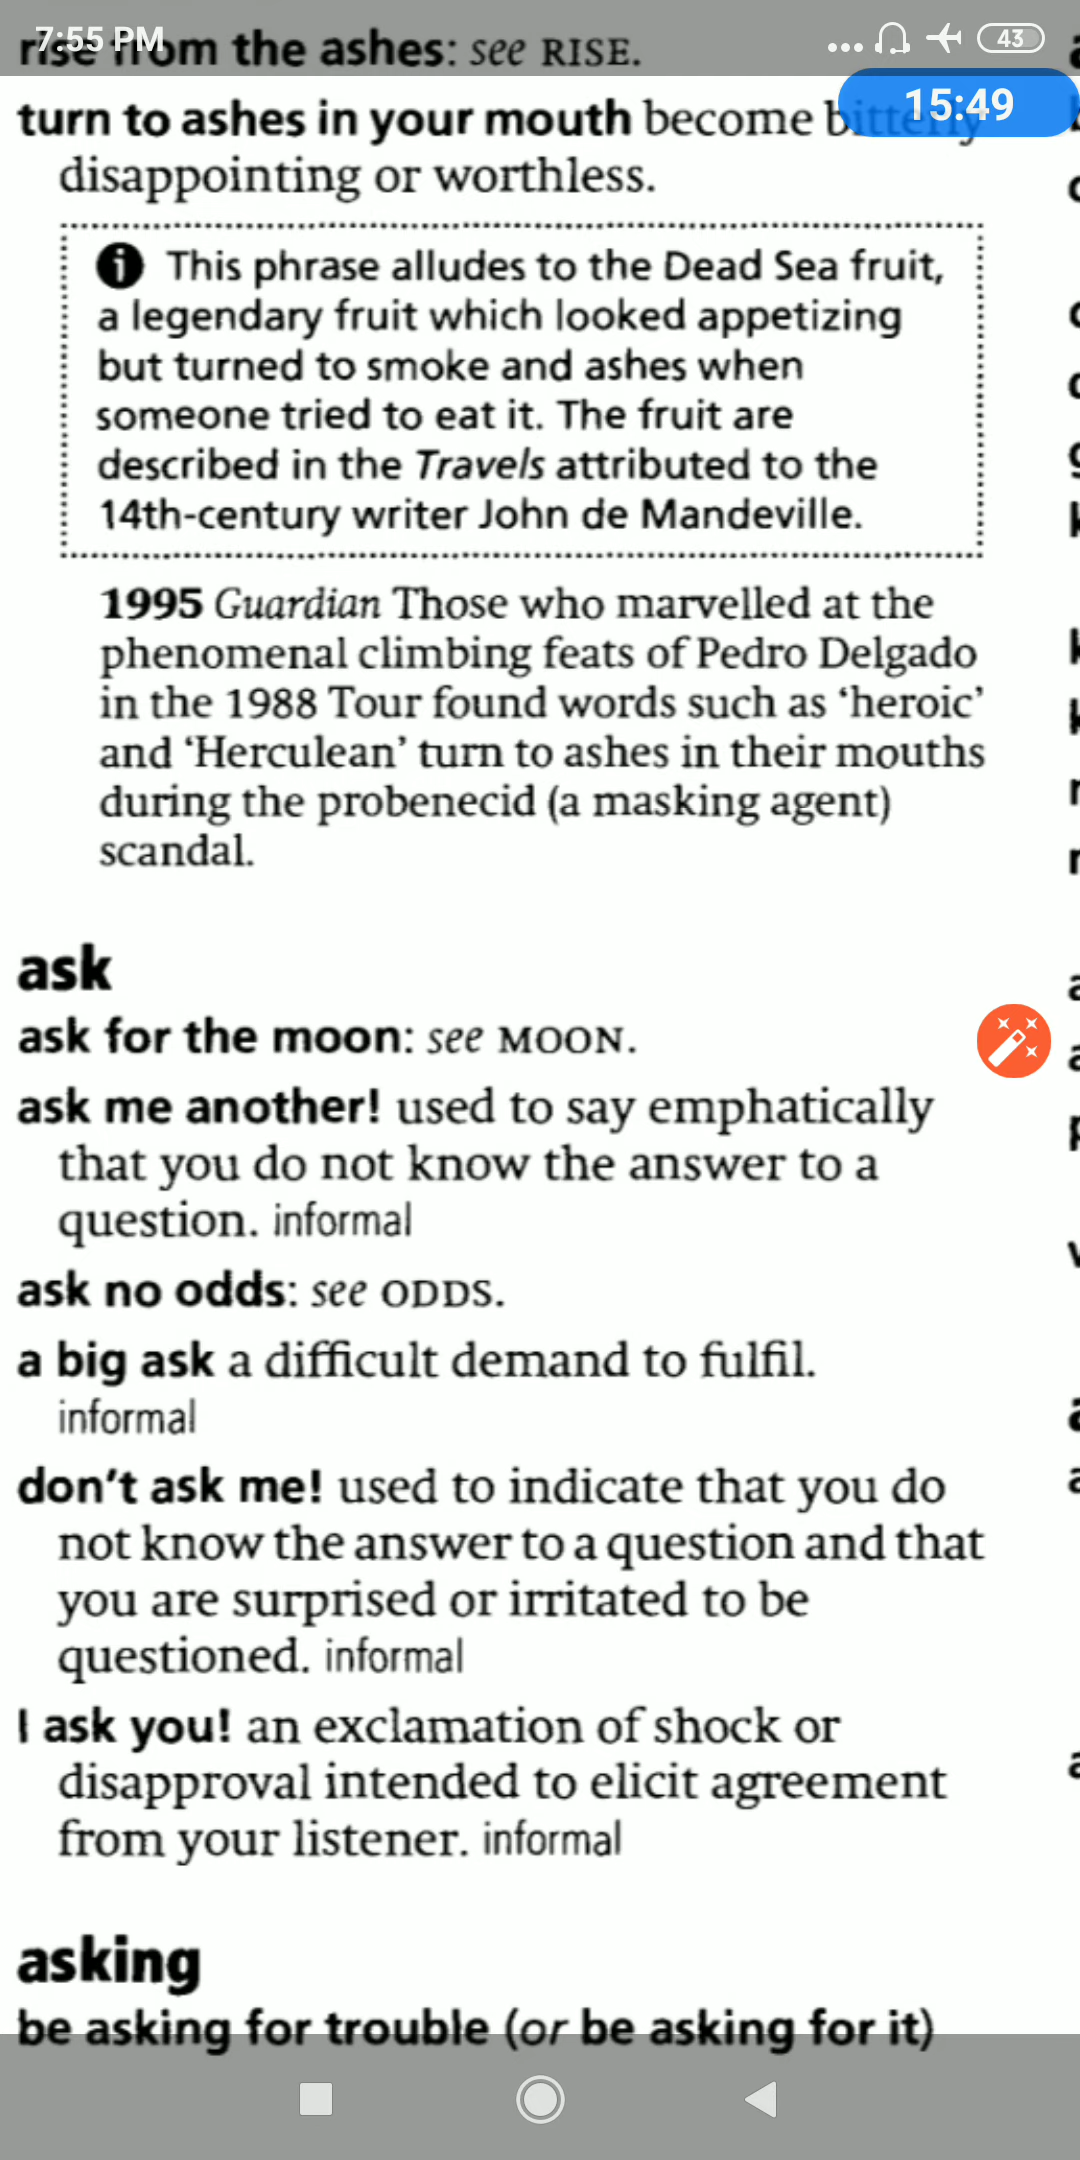 7:55 PM
43
rise from the ashes: see RISE.
15:49
turn to ashes in your mouth become bitterly
disappointing or worthless.
i This phrase alludes to the Dead Sea fruit,
a legendary fruit which looked appetizing
but turned to smoke and ashes when
someone tried to eat it. The fruit are
described in the Travels attributed to the
14th-century writer John de Mandeville.
1995 Guardian Those who marvelled at the
phenomenal climbing feats of Pedro Delgado
in the 1988 Tour found words such as ‘heroic’
and ‘Herculean’ turn to ashes in their mouths
during the probenecid (a masking agent)
scandal.
ask
ask for the moon: see MOON.
ask me another! used to say emphatically
that you do not know the answer to a
question. informal
ask no odds: see ODDS.
a big ask a difficult demand to fulfil.
informal
don’t ask me! used to indicate that you do
not know the answer to a question and that
you are surprised or irritated to be
questioned. informal
I ask you! an exclamation of shock or
disapproval intended to elicit agreement
from your listener. informal
asking
be asking for trouble (or be asking for it)